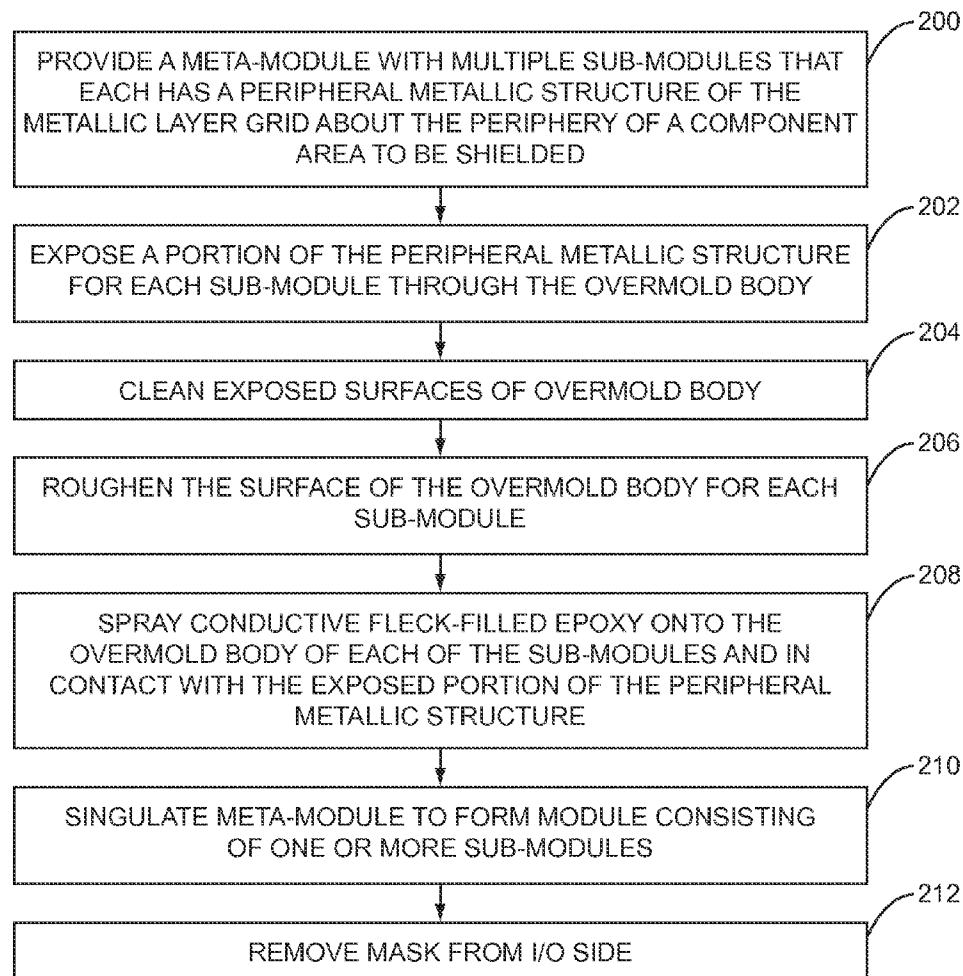 200
PROVIDE A META-MODULE WITH MULTIPLE SUB-MODULES THAT
EACH HAS A PERIPHERAL METALLIC STRUCTURE OF THE
METALLIC LAYER GRID ABOUT THE PERIPHERY OF A COMPONENT
AREA TO BE SHIELDED
202
EXPOSE A PORTION OF THE PERIPHERAL METALLIC STRUCTURE
FOR EACH SUB-MODULE THROUGH THE OVERMOLD BODY
204
CLEAN EXPOSED SURFACES OF OVERMOLD BODY
206
ROUGHEN THE SURFACE OF THE OVERMOLD BODY FOR EACH
SUB-MODULE
208
SPRAY CONDUCTIVE FLECK-FILLED EPOXY ONTO THE
OVERMOLD BODY OF EACH OF THE SUB-MODULES AND IN
CONTACT WITH THE EXPOSED PORTION OF THE PERIPHERAL
METALLIC STRUCTURE
210
SINGULATE META-MODULE TO FORM MODULE CONSISTING
OF ONE OR MORE SUB-MODULES
212
REMOVE MASK FROM I/O SIDE